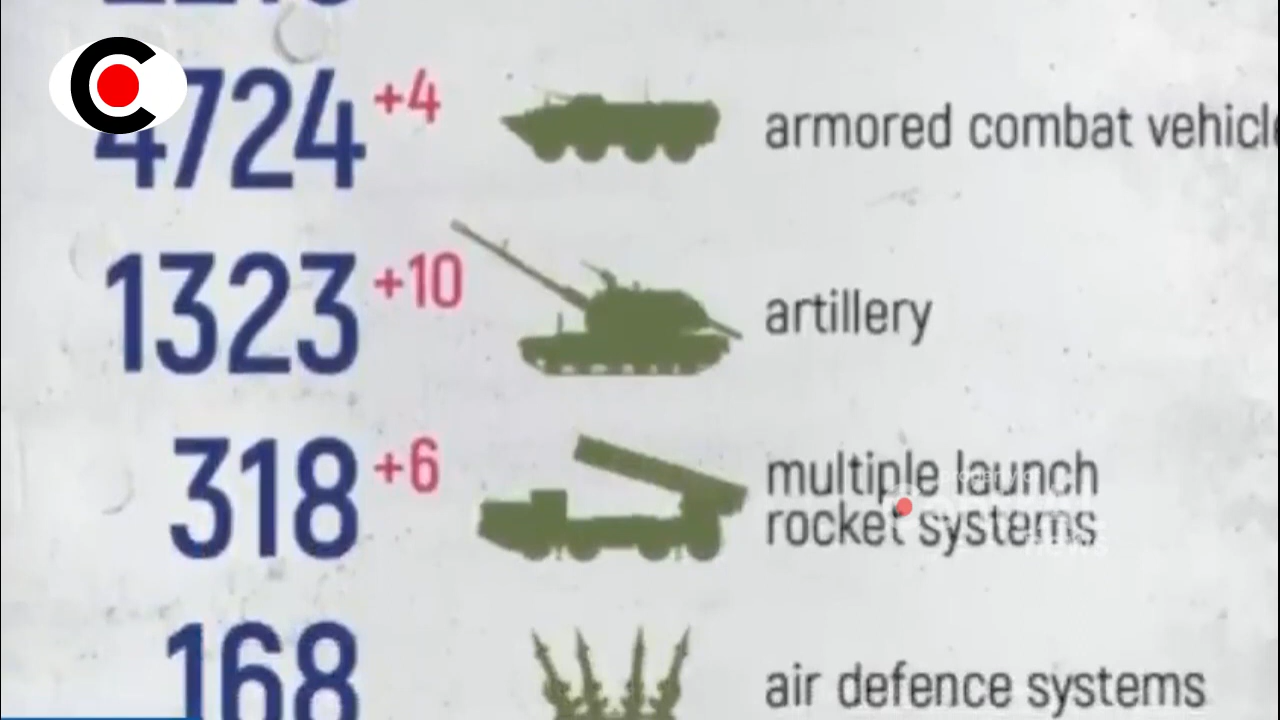 4724 +4 armored combat vehicl
1323 +10 artillery
318 +6 multiple launch
rocket systems
168 air defence systems